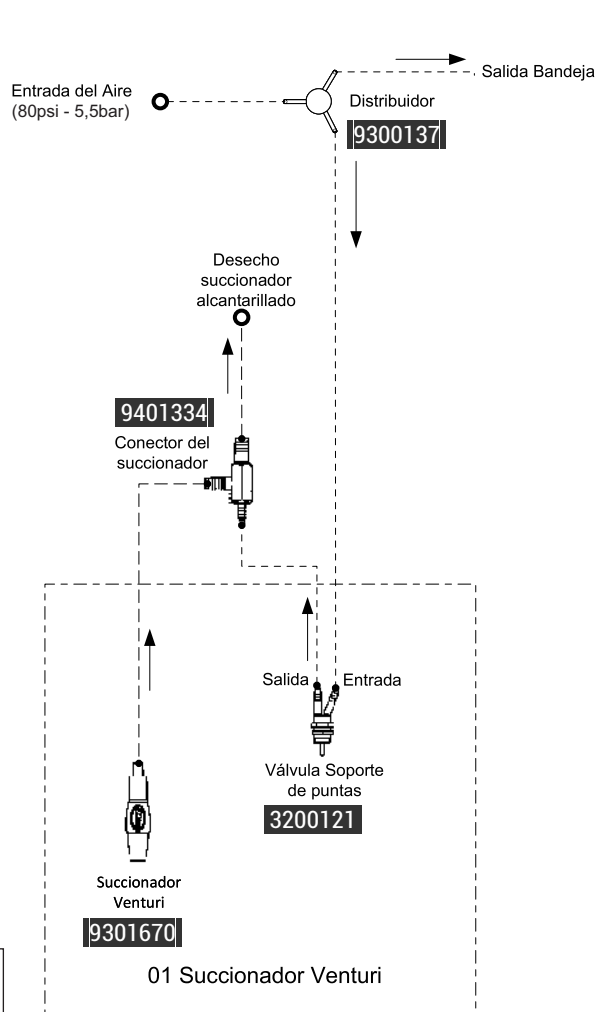 Salida Bandeja
Entrada del Aire
(80psi - 5,5bar)
Distribuidor
9300137
Desecho
succionador
alcantarillado
9401334
Conector del
succionador
Salida
Entrada
Válvula Soporte
de puntas
3200121
Succionador
Venturi
9301670
01 Succionador Venturi